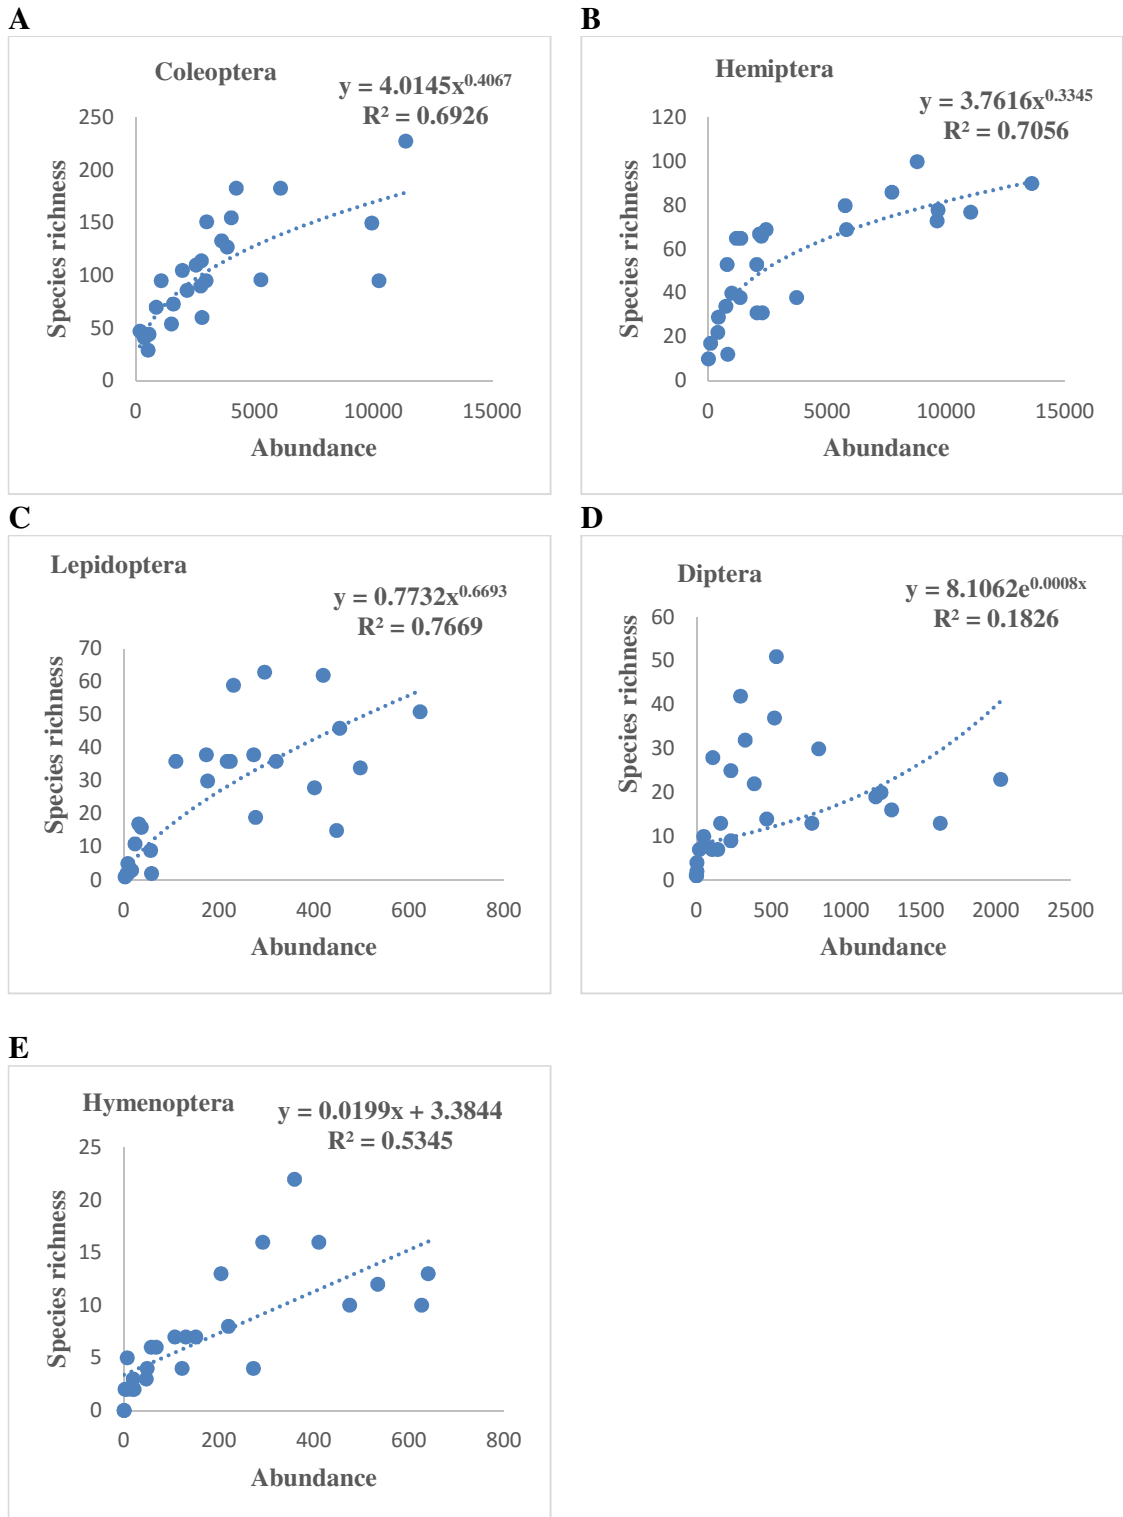 A
Coleoptera
y = 4.0145x^0.4067
R² = 0.6926
250
200
150
100
50
0
0 5000 10000 15000
Species richness
Abundance
B
Hemiptera
y = 3.7616x^0.3345
R² = 0.7056
120
100
80
60
40
20
0
0 5000 10000 15000
Species richness
Abundance
C
Lepidoptera
y = 0.7732x^0.6693
R² = 0.7669
70
60
50
40
30
20
10
0
0 200 400 600 800
Species richness
Abundance
D
Diptera
y = 8.1062e^0.0008x
R² = 0.1826
60
50
40
30
20
10
0
0 500 1000 1500 2000 2500
Species richness
Abundance
E
Hymenoptera
y = 0.0199x + 3.3844
R² = 0.5345
25
20
15
10
5
0
0 200 400 600 800
Species richness
Abundance